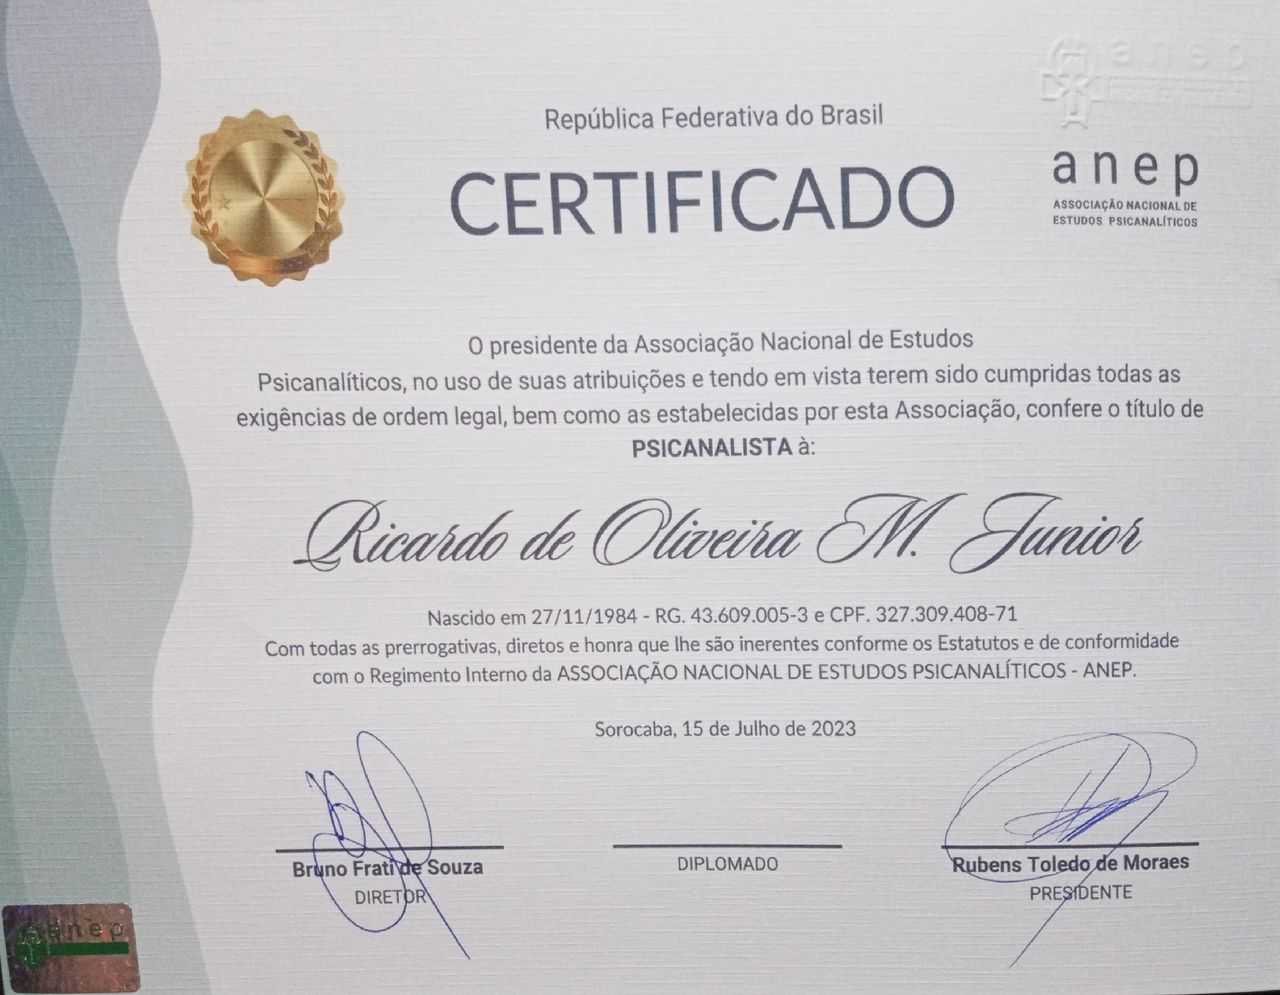 República Federativa do Brasil
CERTIFICADO
anep
anep
ASSOCIAÇÃO NACIONAL DE
ESTUDOS PSICANALÍTICOS
O presidente da Associação Nacional de Estudos
Psicanalíticos, no uso de suas atribuições e tendo em vista terem sido cumpridas todas as
exigências de ordem legal, bem como as estabelecidas por esta Associação, confere o título de
PSICANALISTA à:
Ricardo de Oliveira M. Junior
Nascido em 27/11/1984 - RG. 43.609.005-3 e CPF. 327.309.408-71
Com todas as prerrogativas, diretos e honra que lhe são inerentes conforme os Estatutos e de conformidade
com o Regimento Interno da ASSOCIAÇÃO NACIONAL DE ESTUDOS PSICANALÍTICOS - ANEP.
Sorocaba, 15 de Julho de 2023
Bruno Frati de Souza
DIRETOR
DIPLOMADO
Rubens Toledo de Moraes
PRESIDENTE
anep